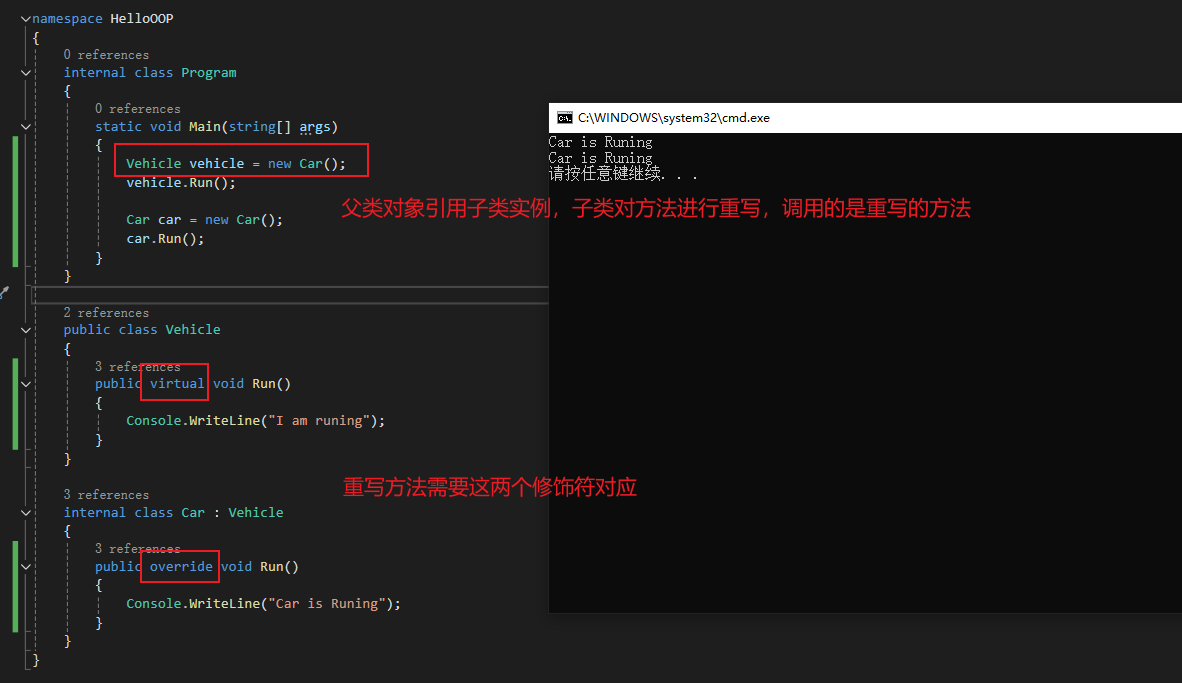 namespace HelloOOP
{
0 references
internal class Program
{
0 references
static void Main(string[] args)
{
Vehicle vehicle = new Car();
vehicle.Run();
Car car = new Car();
car.Run();
}
}
2 references
public class Vehicle
{
3 references
public virtual void Run()
{
Console.WriteLine("I am runing");
}
}
3 references
internal class Car : Vehicle
{
3 references
public override void Run()
{
Console.WriteLine("Car is Runing");
}
}
}
C:\WINDOWS\system32\cmd.exe
Car is Runing
Car is Runing
请按任意键继续. . .
父类对象引用子类实例，子类对方法进行重写，调用的是重写的方法
重写方法需要这两个修饰符对应